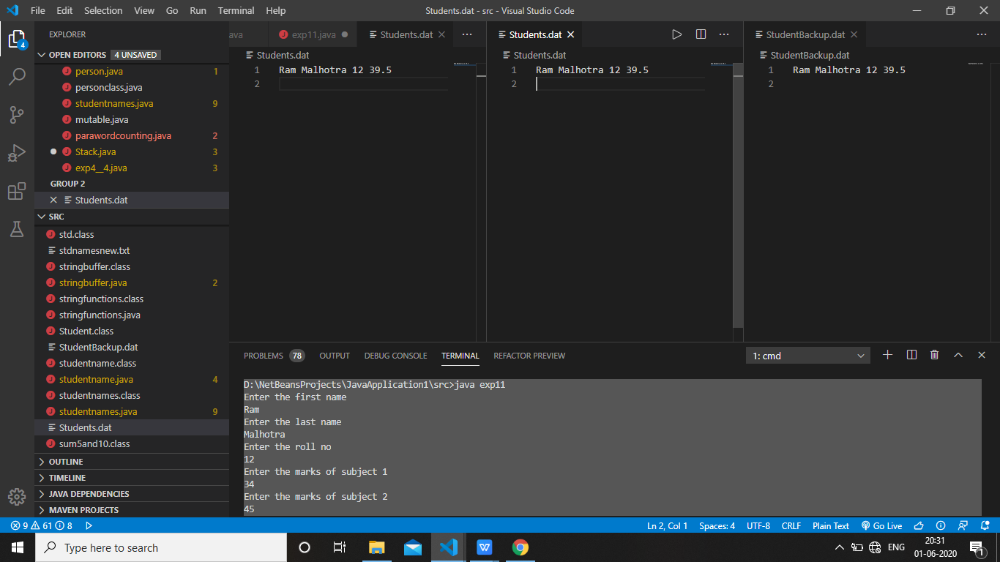 File Edit Selection View Go Run Terminal Help
Students.dat - src - Visual Studio Code
EXPLORER
OPEN EDITORS 4 UNSAVED
person.java 1
personclass.java
studentnames.java 9
mutable.java
parawordcounting.java 2
Stack.java 3
exp4__4.java 3
GROUP 2
Students.dat
SRC
std.class
stdnamesnew.txt
stringbuffer.class
stringbuffer.java 2
stringfunctions.class
stringfunctions.java
Student.class
StudentBackup.dat
studentname.class
studentname.java 4
studentnames.class
studentnames.java 9
Students.dat
sum5and10.class
OUTLINE
TIMELINE
JAVA DEPENDENCIES
MAVEN PROJECTS
4
ava
exp11.java
Students.dat
Students.dat
1 Ram Malhotra 12 39.5
2
Students.dat
Students.dat
1 Ram Malhotra 12 39.5
2
StudentBackup.dat
StudentBackup.dat
1 Ram Malhotra 12 39.5
2
PROBLEMS 78 OUTPUT DEBUG CONSOLE TERMINAL REFACTOR PREVIEW
1: cmd
D:\NetBeansProjects\JavaApplication1\src>java exp11
Enter the first name
Ram
Enter the last name
Malhotra
Enter the roll no
12
Enter the marks of subject 1
34
Enter the marks of subject 2
45
9 61 8
Ln 2, Col 1 Spaces: 4 UTF-8 CRLF Plain Text Go Live
Type here to search
W
ENG
20:31
01-06-2020
1